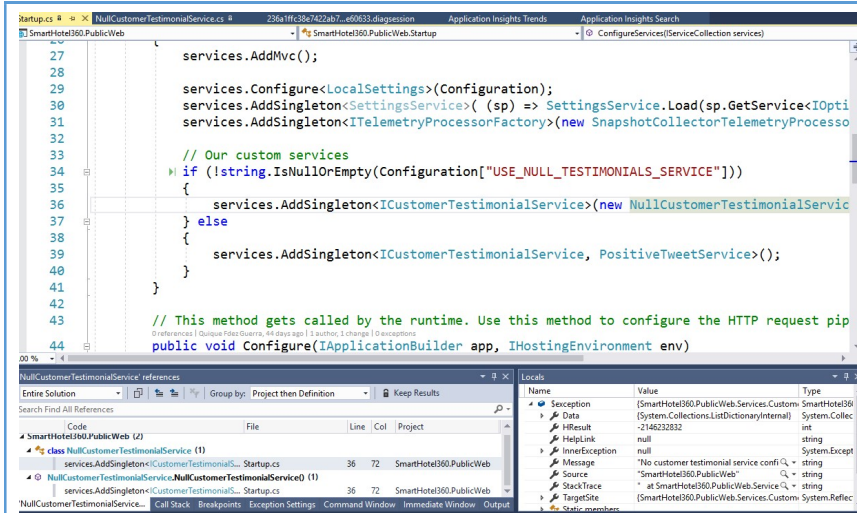 Startup.cs NullCustomerTestimonialService.cs 236a1ffc38e7422ab7...e60633.diagsession Application Insights Trends Application Insights Search
SmartHotel360.PublicWeb SmartHotel360.PublicWeb.Startup ConfigureServices(IServiceCollection services)
27 services.AddMvc();
28
29 services.Configure<LocalSettings>(Configuration);
30 services.AddSingleton<SettingsService>( (sp) => SettingsService.Load(sp.GetService<IOpti
31 services.AddSingleton<ITelemetryProcessorFactory>(new SnapshotCollectorTelemetryProcesso
32
33 // Our custom services
34 if (!string.IsNullOrEmpty(Configuration["USE_NULL_TESTIMONIALS_SERVICE"]))
35 {
36 services.AddSingleton<ICustomerTestimonialService>(new NullCustomerTestimonialServic
37 } else
38 {
39 services.AddSingleton<ICustomerTestimonialService, PositiveTweetService>();
40 }
41 }
42
43 // This method gets called by the runtime. Use this method to configure the HTTP request pip
0 references | Quique Fdez Guerra, 44 days ago | 1 author, 1 change | 0 exceptions
44 public void Configure(IApplicationBuilder app, IHostingEnvironment env)
00 %
'NullCustomerTestimonialService' references
Entire Solution Group by: Project then Definition Keep Results
Search Find All References
Code File Line Col Project
SmartHotel360.PublicWeb (2)
class NullCustomerTestimonialService (1)
services.AddSingleton<ICustomerTestimonialS... Startup.cs 36 72 SmartHotel360.PublicWeb
NullCustomerTestimonialService.NullCustomerTestimonialService() (1)
services.AddSingleton<ICustomerTestimonialS... Startup.cs 36 72 SmartHotel360.PublicWeb
'NullCustomerTestimonialService... Call Stack Breakpoints Exception Settings Command Window Immediate Window Output
Locals
Name Value Type
$exception {SmartHotel360.PublicWeb.Services.Custom SmartHotel36
Data {System.Collections.ListDictionaryInternal} System.Collec
HResult -2146232832 int
HelpLink null string
InnerException null System.Except
Message "No customer testimonial service confi string
Source "SmartHotel360.PublicWeb" string
StackTrace " at SmartHotel360.PublicWeb.Service string
TargetSite {SmartHotel360.PublicWeb.Services.Custom System.Reflec
Static members